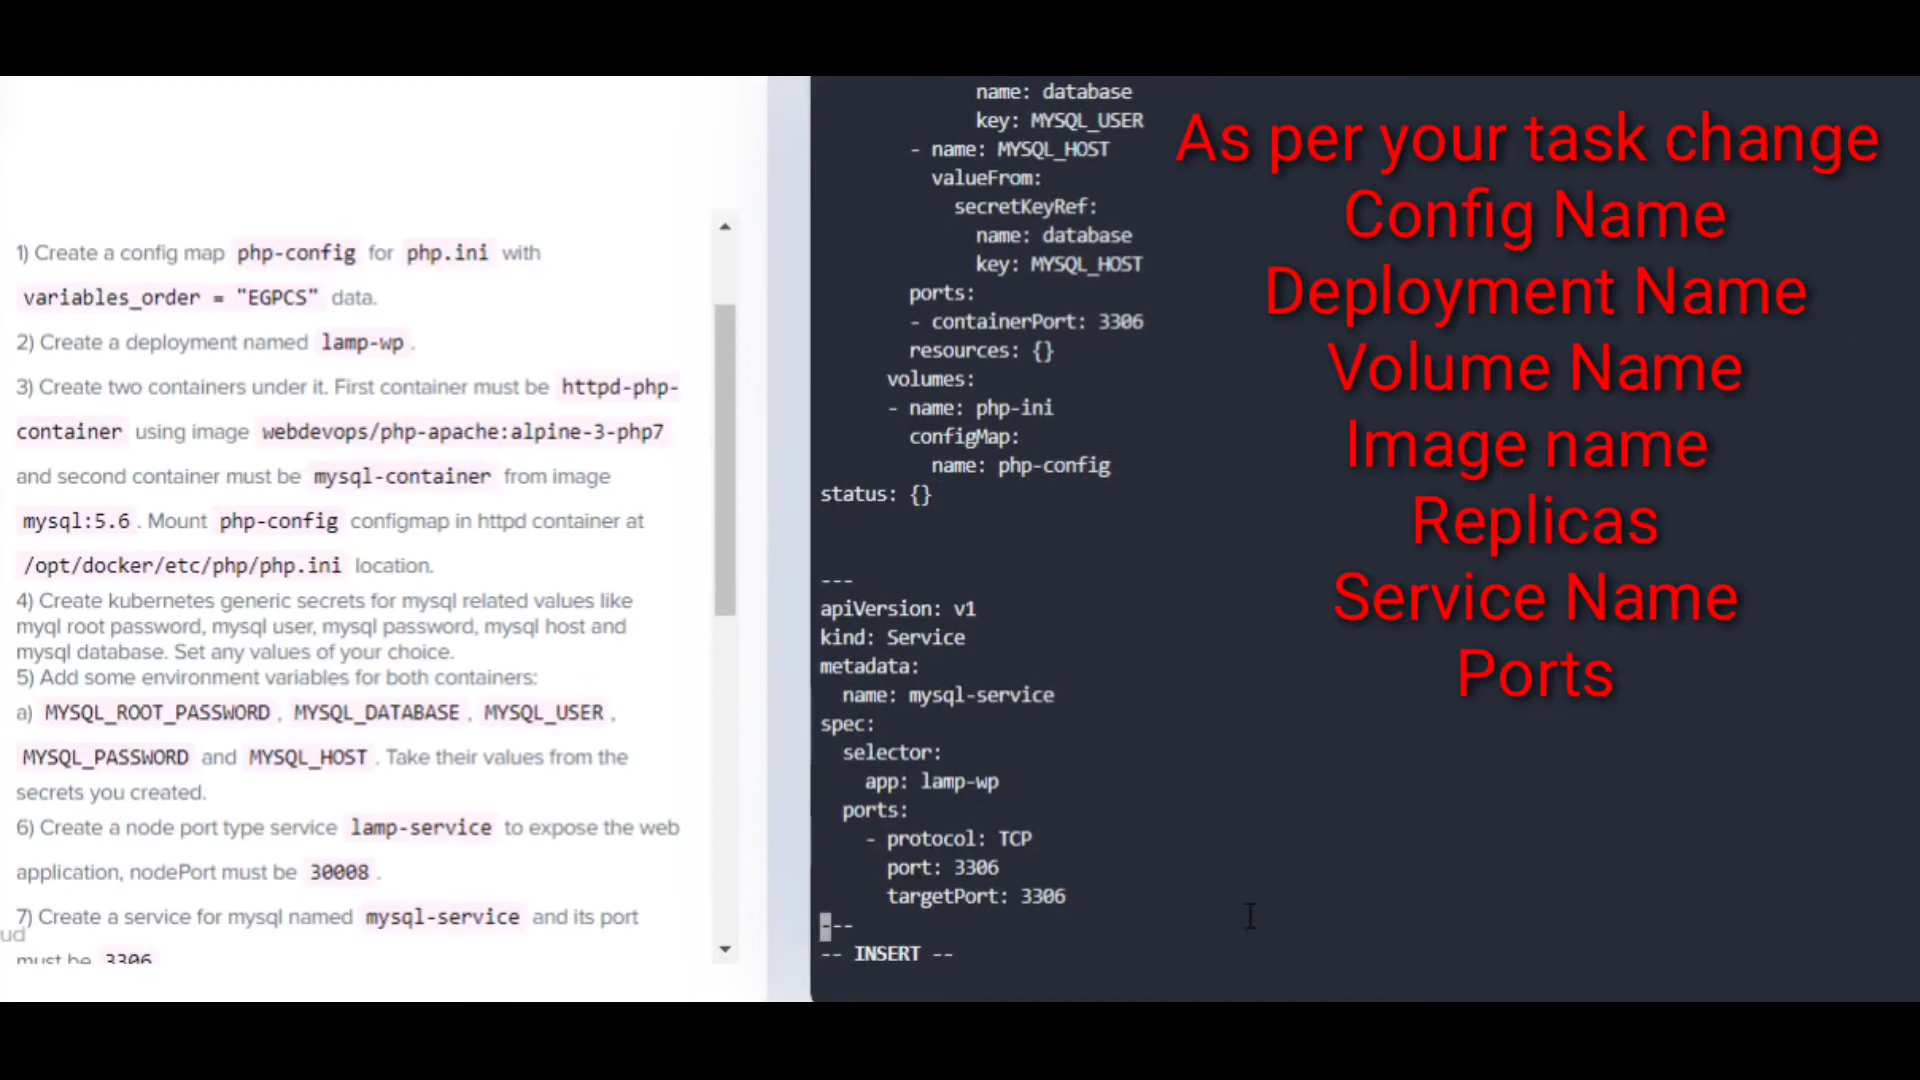 1) Create a config map php-config for php.ini with
variables_order = "EGPCS" data.
2) Create a deployment named lamp-wp .
3) Create two containers under it. First container must be httpd-php-
container using image webdevops/php-apache:alpine-3-php7
and second container must be mysql-container from image
mysql:5.6 . Mount php-config configmap in httpd container at
/opt/docker/etc/php/php.ini location.
4) Create kubernetes generic secrets for mysql related values like
myql root password, mysql user, mysql password, mysql host and
mysql database. Set any values of your choice.
5) Add some environment variables for both containers:
a) MYSQL_ROOT_PASSWORD , MYSQL_DATABASE , MYSQL_USER ,
MYSQL_PASSWORD and MYSQL_HOST . Take their values from the
secrets you created.
6) Create a node port type service lamp-service to expose the web
application, nodePort must be 30008 .
7) Create a service for mysql named mysql-service and its port
ud
must be 3306
name: database
key: MYSQL_USER
- name: MYSQL_HOST
valueFrom:
secretKeyRef:
name: database
key: MYSQL_HOST
ports:
- containerPort: 3306
resources: {}
volumes:
- name: php-ini
configMap:
name: php-config
status: {}
---
apiVersion: v1
kind: Service
metadata:
name: mysql-service
spec:
selector:
app: lamp-wp
ports:
- protocol: TCP
port: 3306
targetPort: 3306
---
-- INSERT --
As per your task change
Config Name
Deployment Name
Volume Name
Image name
Replicas
Service Name
Ports